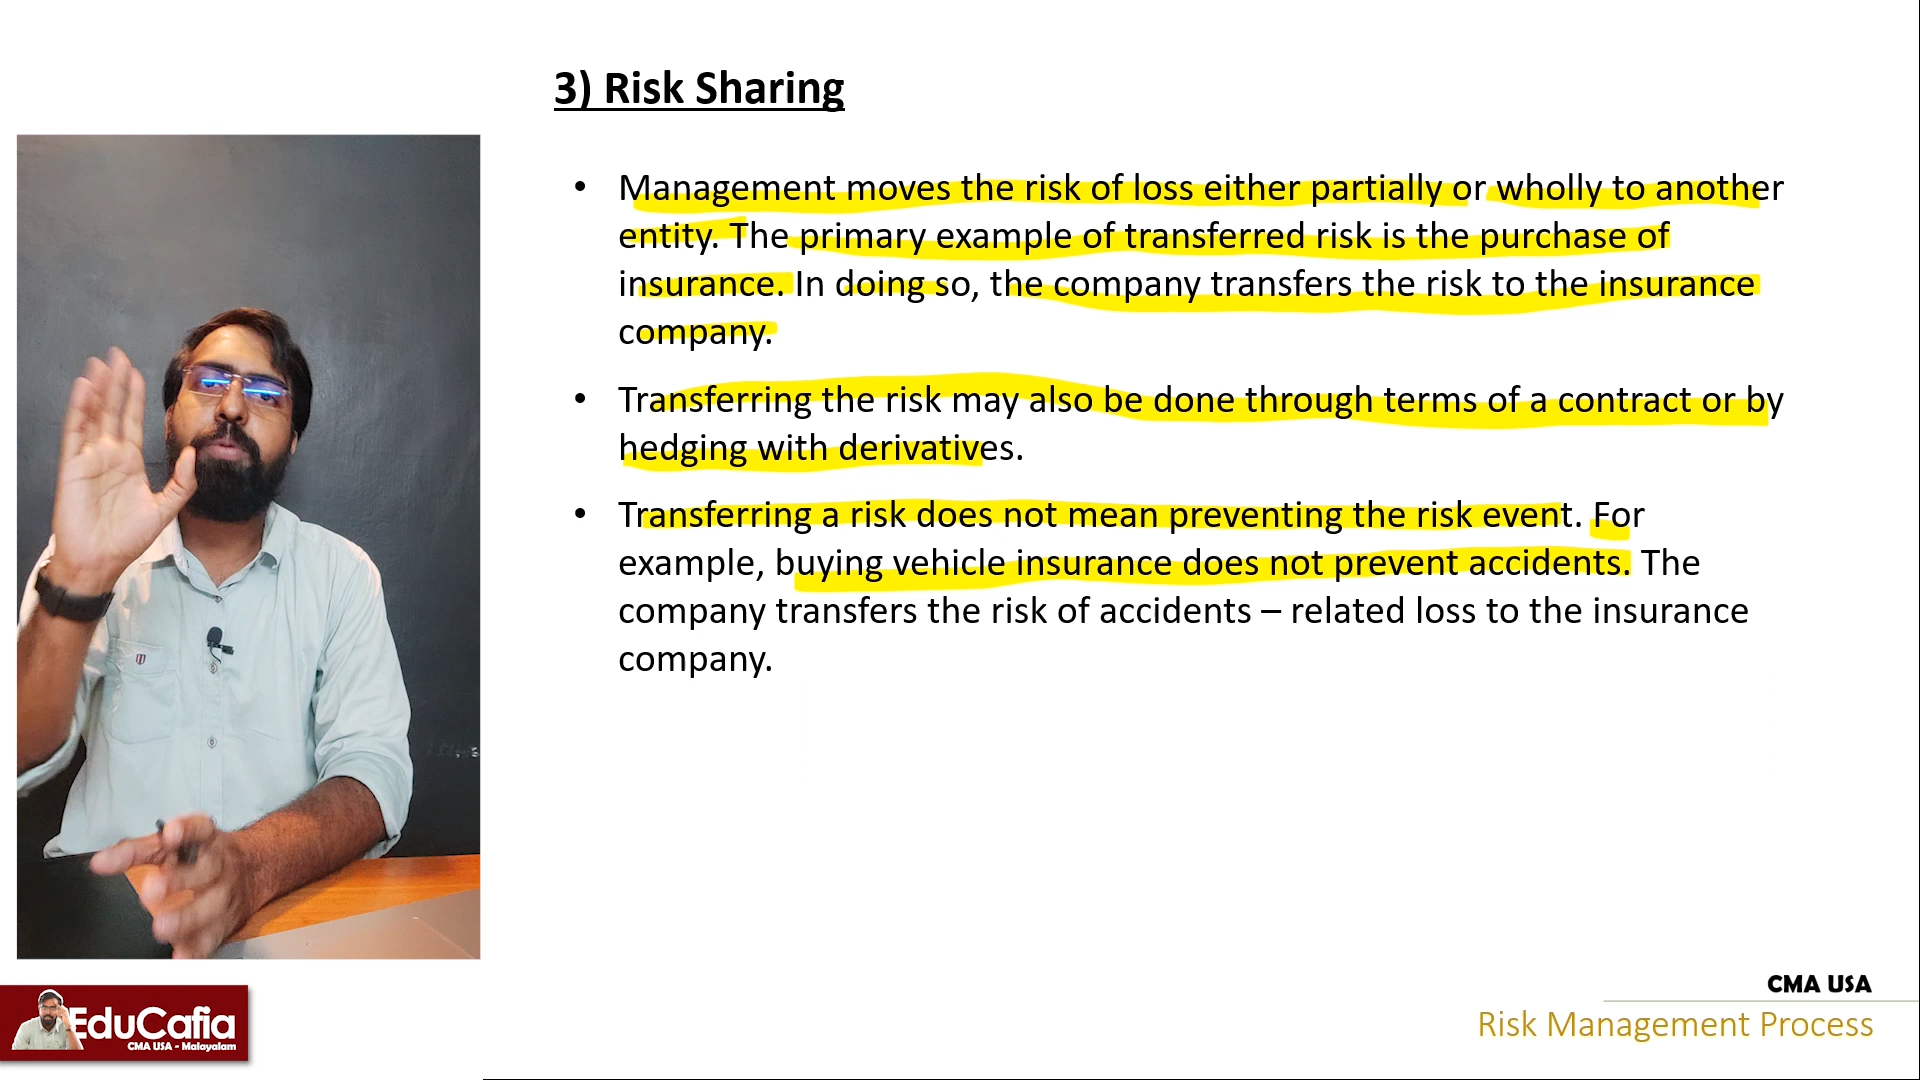 3) Risk Sharing
• Management moves the risk of loss either partially or wholly to another
entity. The primary example of transferred risk is the purchase of
insurance. In doing so, the company transfers the risk to the insurance
company.
• Transferring the risk may also be done through terms of a contract or by
hedging with derivatives.
• Transferring a risk does not mean preventing the risk event. For
example, buying vehicle insurance does not prevent accidents. The
company transfers the risk of accidents – related loss to the insurance
company.
EduCafia
CMA USA - Malayalam
CMA USA
Risk Management Process